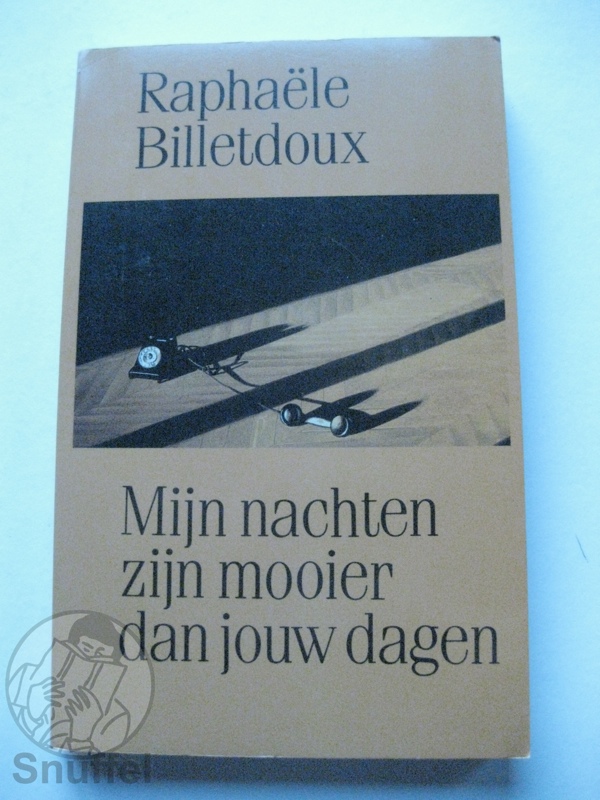 Raphaële
Billetdoux
Mijn nachten
zijn mooier
dan jouw dagen
Snuffel